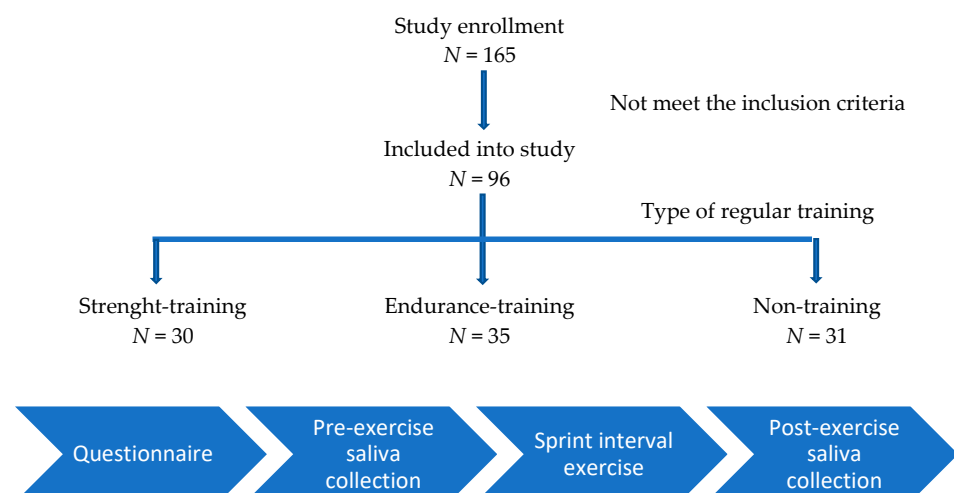 Study enrollment
N = 165
Not meet the inclusion criteria
Included into study
N = 96
Type of regular training
Strenght-training
N = 30
Endurance-training
N = 35
Non-training
N = 31
Questionnaire
Pre-exercise
saliva
collection
Sprint interval
exercise
Post-exercise
saliva
collection